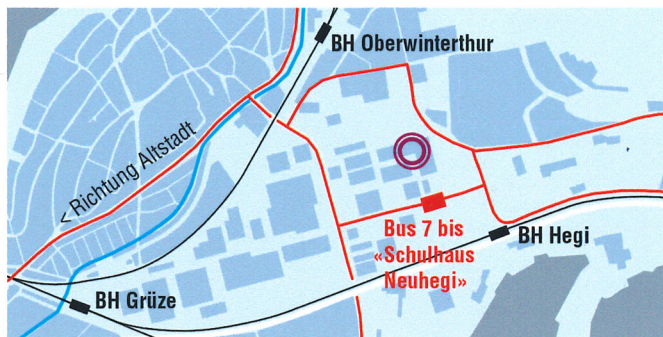 BH Oberwinterthur
< Richtung Altstadt
Bus 7 bis
«Schulhaus
Neuhegi»
BH Hegi
BH Grüze